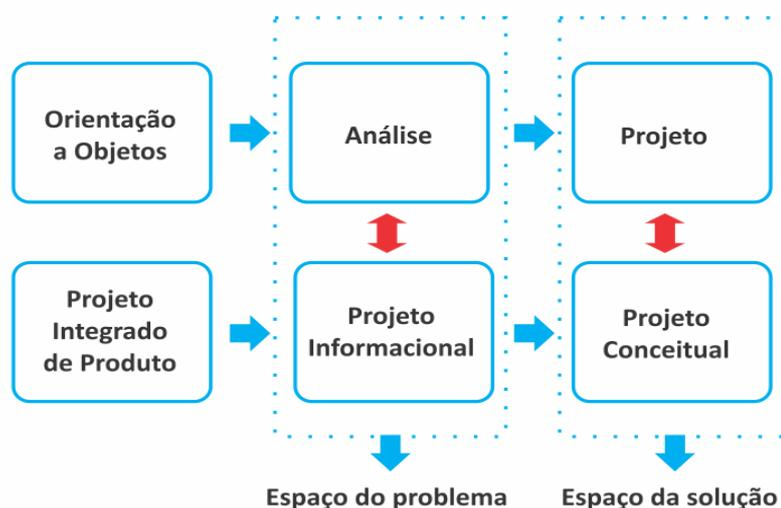 Orientação
a Objetos
Análise
Projeto
Projeto
Integrado
de Produto
Projeto
Informacional
Projeto
Conceitual
Espaço do problema
Espaço da solução